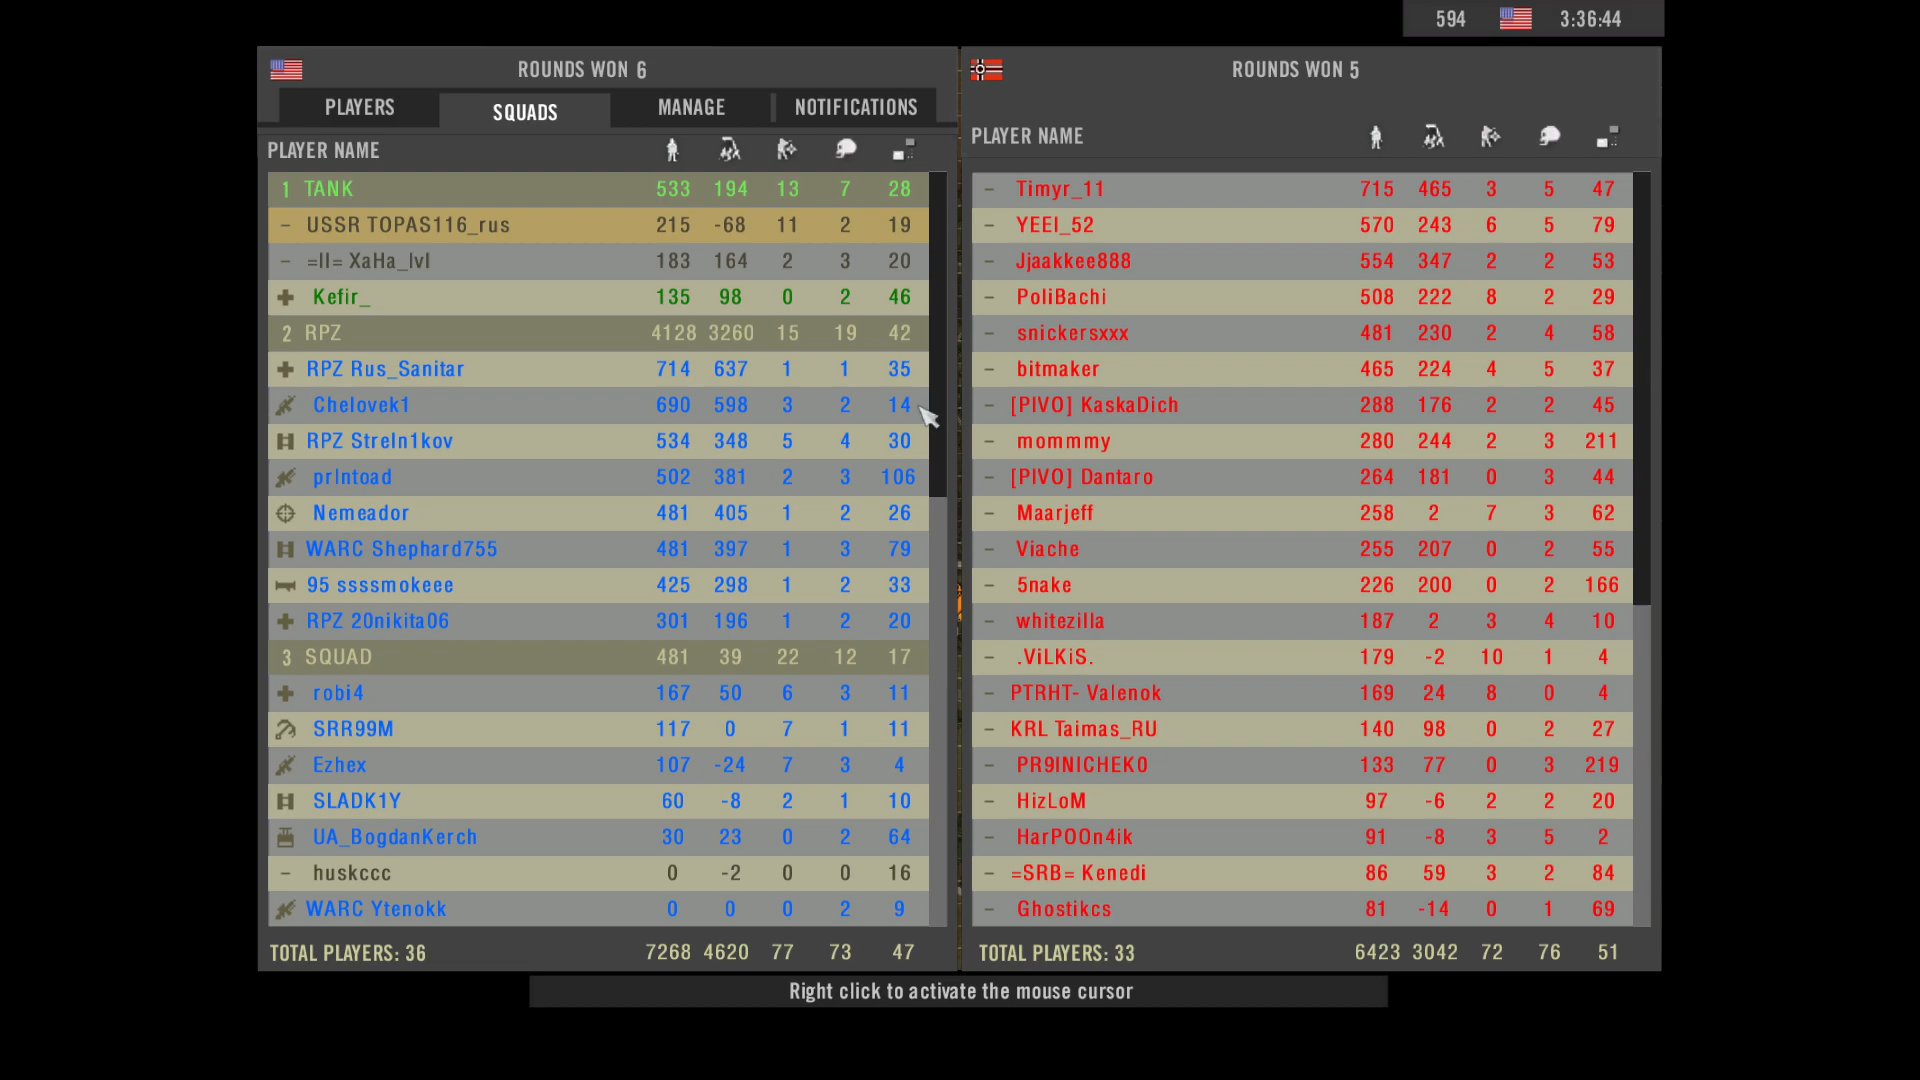 594 3:36:44
ROUNDS WON 6
PLAYERS SQUADS MANAGE NOTIFICATIONS
PLAYER NAME
1 TANK 533 194 13 7 28
– USSR TOPAS116_rus 215 -68 11 2 19
– =II= XaHa_lvl 183 164 2 3 20
Kefir_ 135 98 0 2 46
2 RPZ 4128 3260 15 19 42
RPZ Rus_Sanitar 714 637 1 1 35
Chelovek1 690 598 3 2 14
RPZ Streln1kov 534 348 5 4 30
prIntoad 502 381 2 3 106
Nemeador 481 405 1 2 26
WARC Shephard755 481 397 1 3 79
95 ssssmokeee 425 298 1 2 33
RPZ 20nikita06 301 196 1 2 20
3 SQUAD 481 39 22 12 17
robi4 167 50 6 3 11
SRR99M 117 0 7 1 11
Ezhex 107 -24 7 3 4
SLADK1Y 60 -8 2 1 10
UA_BogdanKerch 30 23 0 2 64
– huskccc 0 -2 0 0 16
WARC Ytenokk 0 0 0 2 9
TOTAL PLAYERS: 36 7268 4620 77 73 47
ROUNDS WON 5
PLAYER NAME
– Timyr_11 715 465 3 5 47
– YEEI_52 570 243 6 5 79
– Jjaakkee888 554 347 2 2 53
– PoliBachi 508 222 8 2 29
– snickersxxx 481 230 2 4 58
– bitmaker 465 224 4 5 37
– [PIVO] KaskaDich 288 176 2 2 45
– mommmy 280 244 2 3 211
– [PIVO] Dantaro 264 181 0 3 44
– Maarjeff 258 2 7 3 62
– Viache 255 207 0 2 55
– 5nake 226 200 0 2 166
– whitezilla 187 2 3 4 10
– .ViLKiS. 179 -2 10 1 4
– PTRHT- Valenok 169 24 8 0 4
– KRL Taimas_RU 140 98 0 2 27
– PR9INICHEK0 133 77 0 3 219
– HizLoM 97 -6 2 2 20
– HarPOOn4ik 91 -8 3 5 2
– =SRB= Kenedi 86 59 3 2 84
– Ghostikcs 81 -14 0 1 69
TOTAL PLAYERS: 33 6423 3042 72 76 51
Right click to activate the mouse cursor